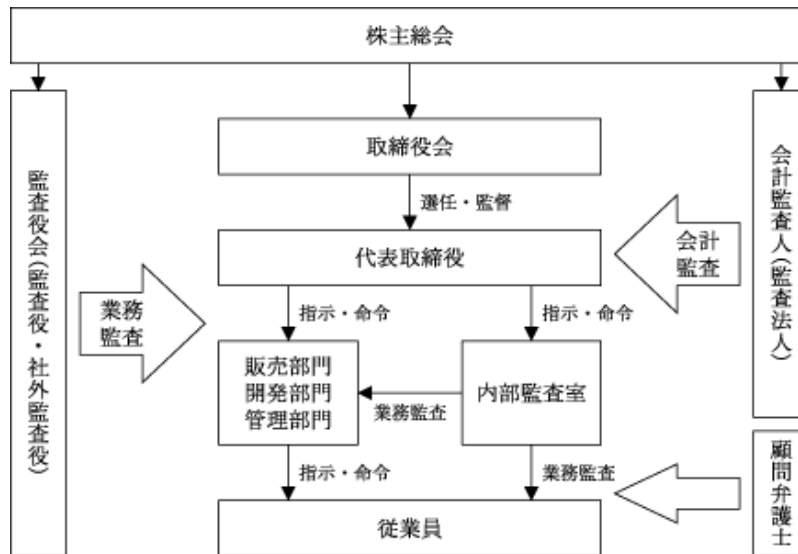 株主総会
取締役会
選任・監督
代表取締役
監査役会(監査役・社外監査役)
業務
監査
会計
監査
会計監査人(監査法人)
指示・命令
指示・命令
販売部門
開発部門
管理部門
業務監査
内部監査室
指示・命令
業務監査
従業員
顧問弁護士